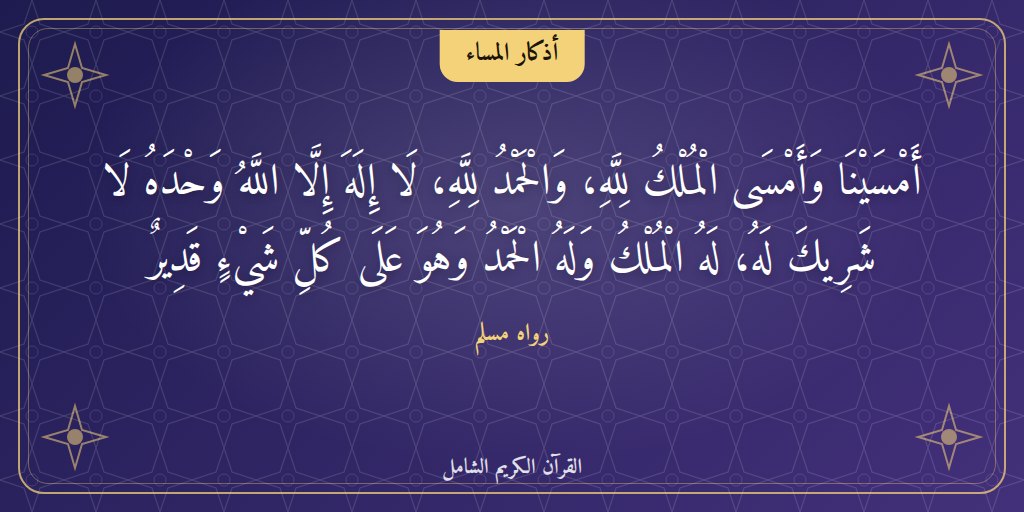 أذكار المساء
أَمْسَيْنَا وَأَمْسَى الْمُلْكُ لِلَّهِ، وَالْحَمْدُ لِلَّهِ، لَا إِلَهَ إِلَّا اللَّهُ وَحْدَهُ لَا
شَرِيكَ لَهُ، لَهُ الْمُلْكُ وَلَهُ الْحَمْدُ وَهُوَ عَلَى كُلِّ شَيْءٍ قَدِيرٌ
رواه مسلم
القرآن الكريم الشامل